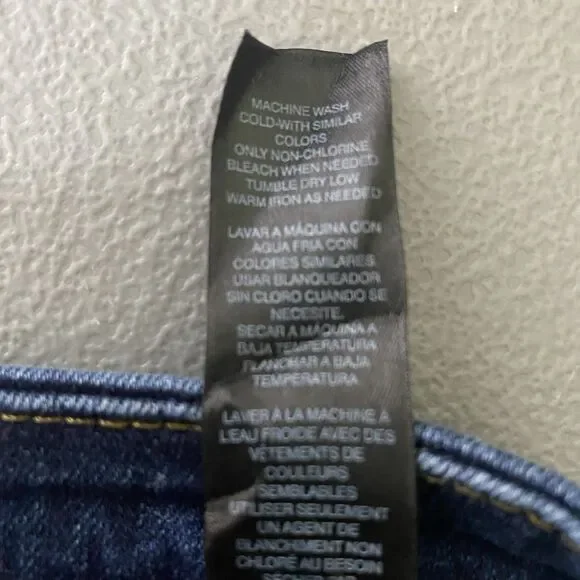 MACHINE WASH
COLD-WITH SIMILAR
COLORS
ONLY NON-CHLORINE
BLEACH WHEN NEEDED
TUMBLE DRY LOW
WARM IRON AS NEEDED
LAVAR A MÁQUINA CON
AGUA FRIA CON
COLORES SIMILARES
USAR BLANQUEADOR
SIN CLORO CUANDO SE
NECESITE.
SECAR A MÁQUINA A
BAJA TEMPERATURA
PLANCHAR A BAJA
TEMPERATURA
LAVER À LA MACHINE A
L'EAU FROIDE AVEC DES
VÊTEMENTS DE
COULEURS
SEMBLABLES
UTILISER SEULEMENT
UN AGENT DE
BLANCHIMENT NON
CHLORÉ AU BESOIN